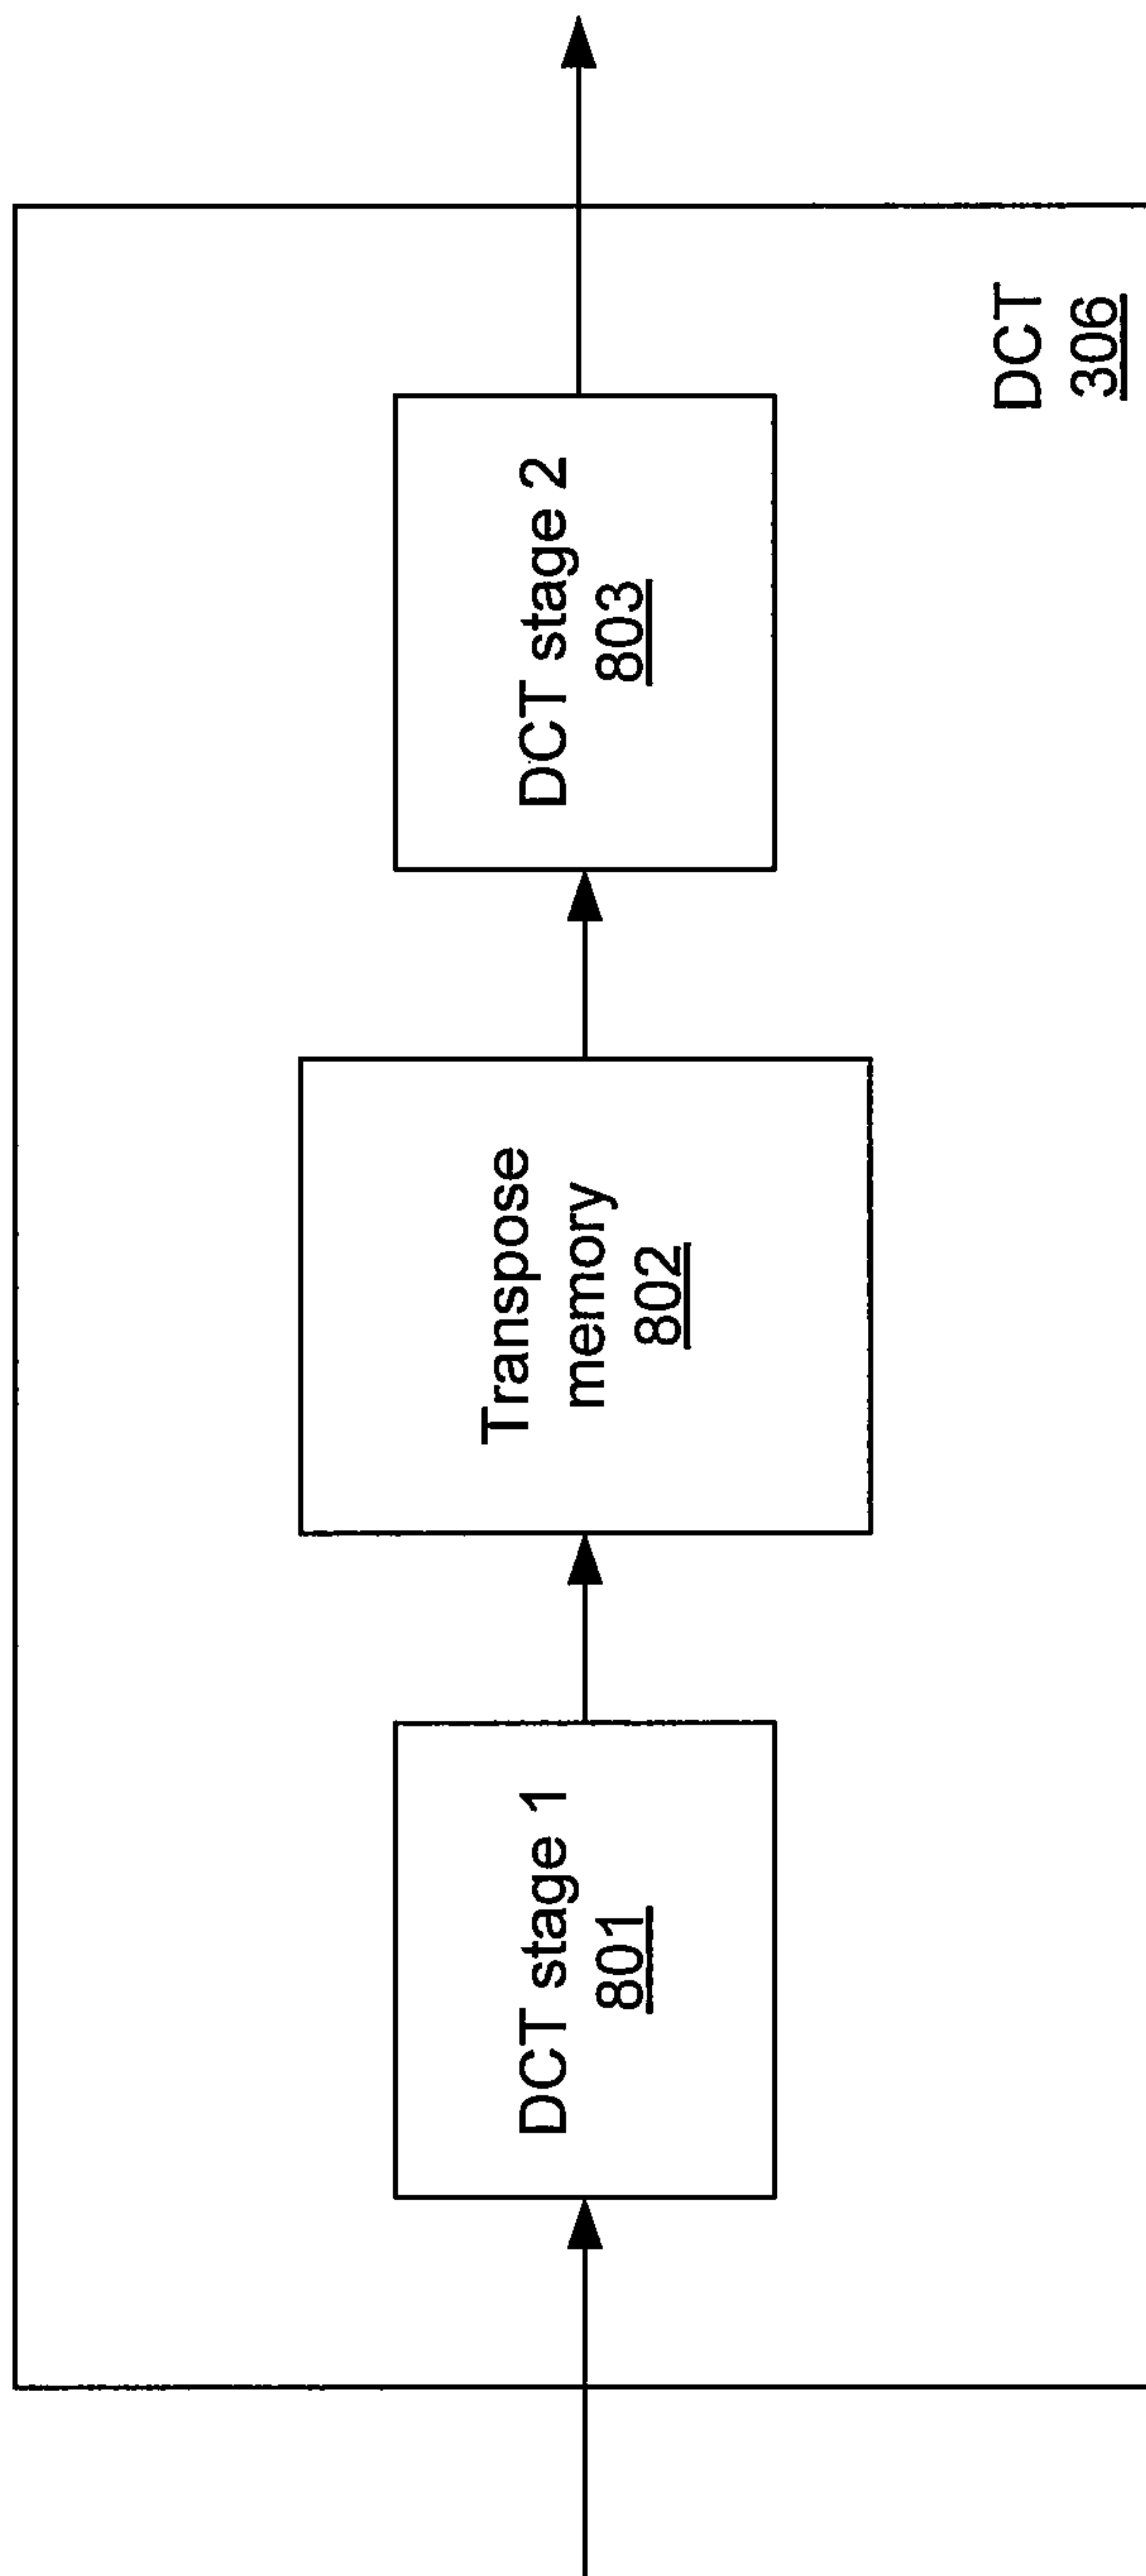 DCT stage 1
801
Transpose
memory
802
DCT stage 2
803
DCT
306